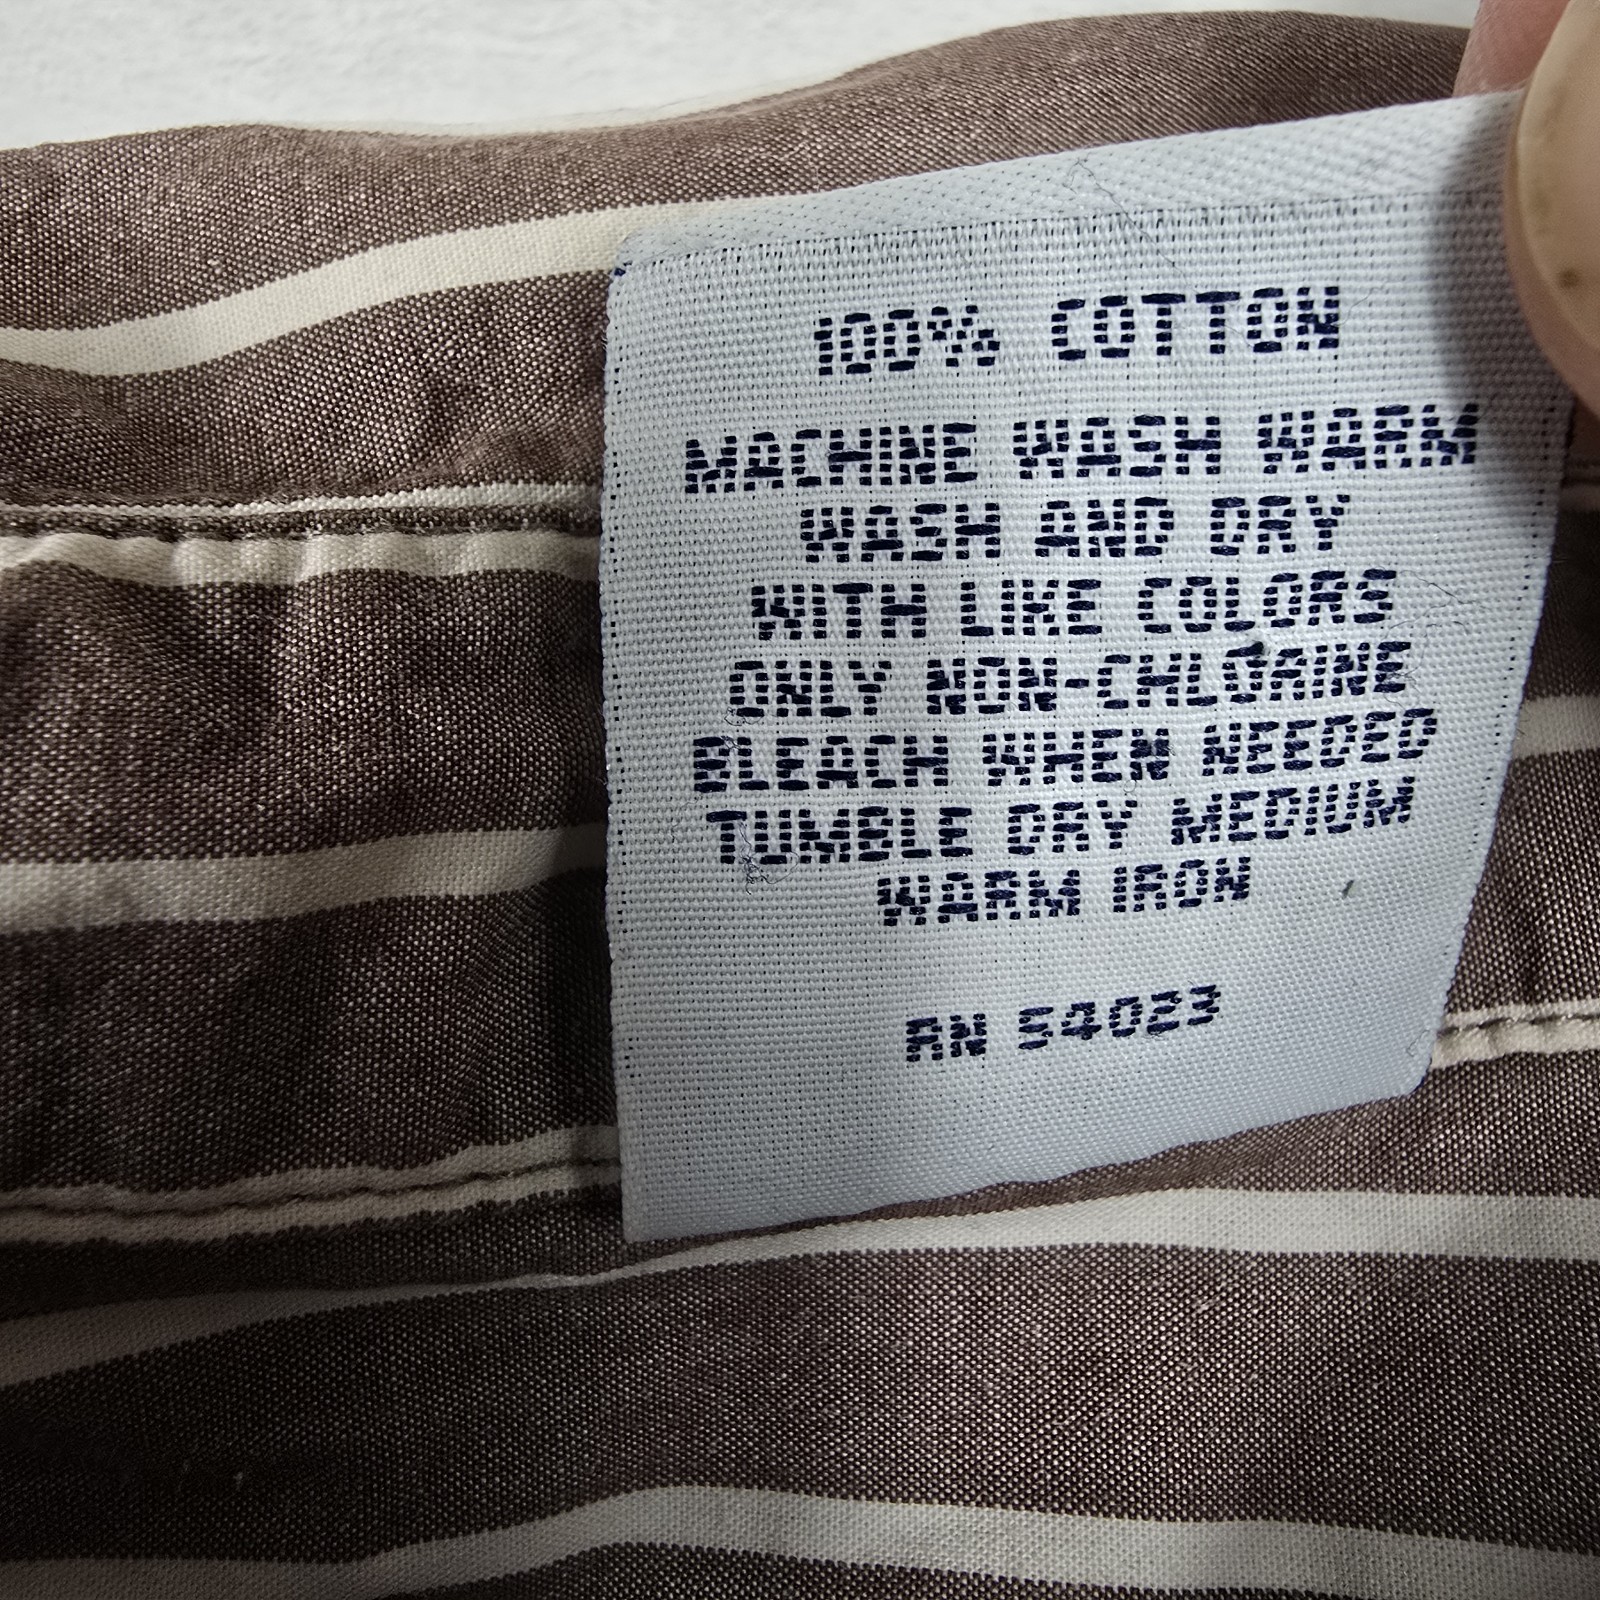 100% COTTON
MACHINE WASH WARM
WASH AND DRY
WITH LIKE COLORS
ONLY NON-CHLORINE
BLEACH WHEN NEEDED
TUMBLE DRY MEDIUM
WARM IRON
RN 54023